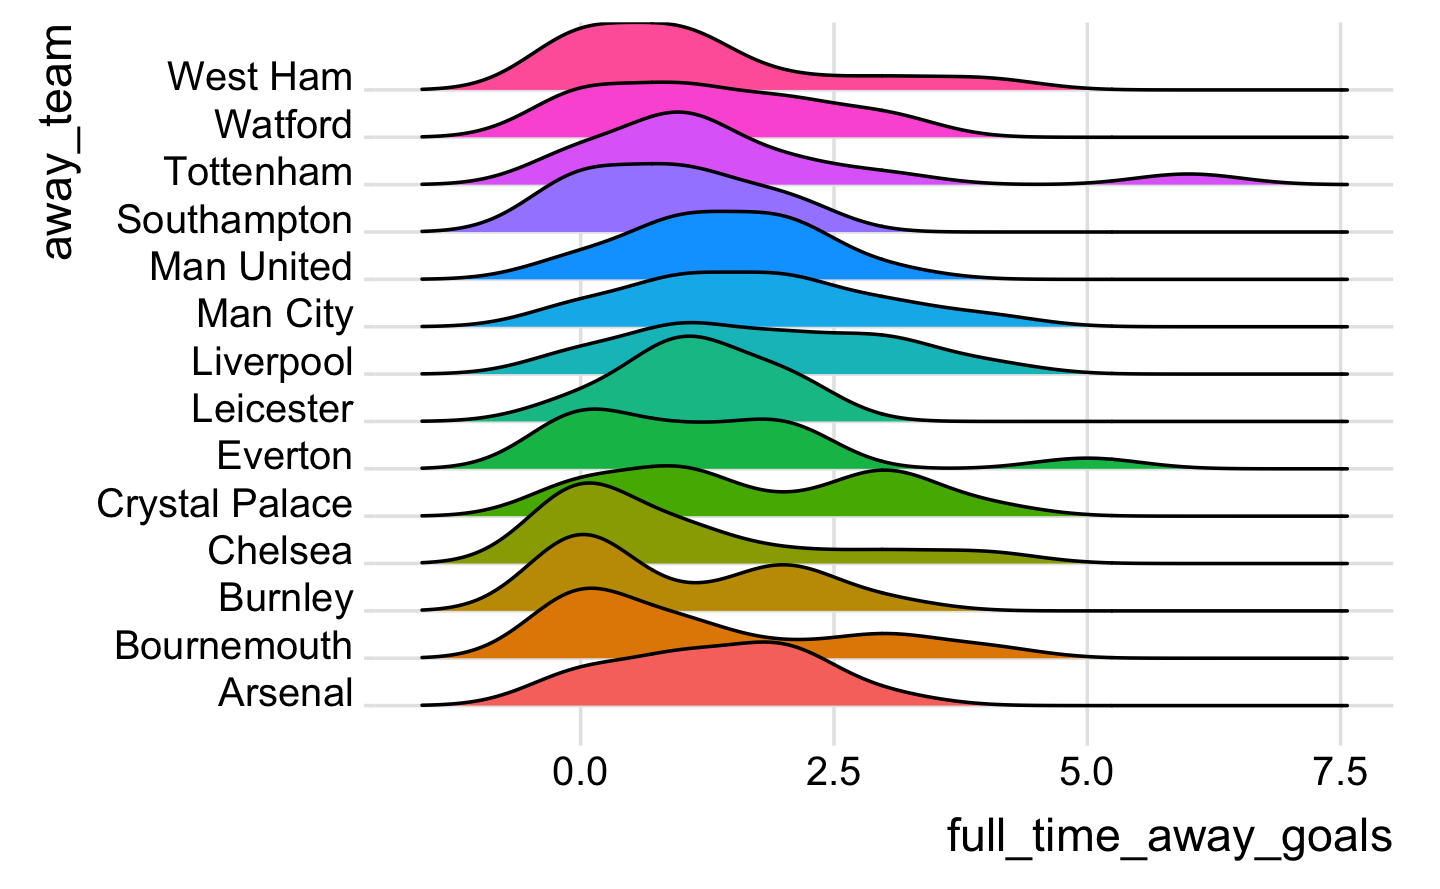 away_team
West Ham
Watford
Tottenham
Southampton
Man United
Man City
Liverpool
Leicester
Everton
Crystal Palace
Chelsea
Burnley
Bournemouth
Arsenal
0.0 2.5 5.0 7.5
full_time_away_goals